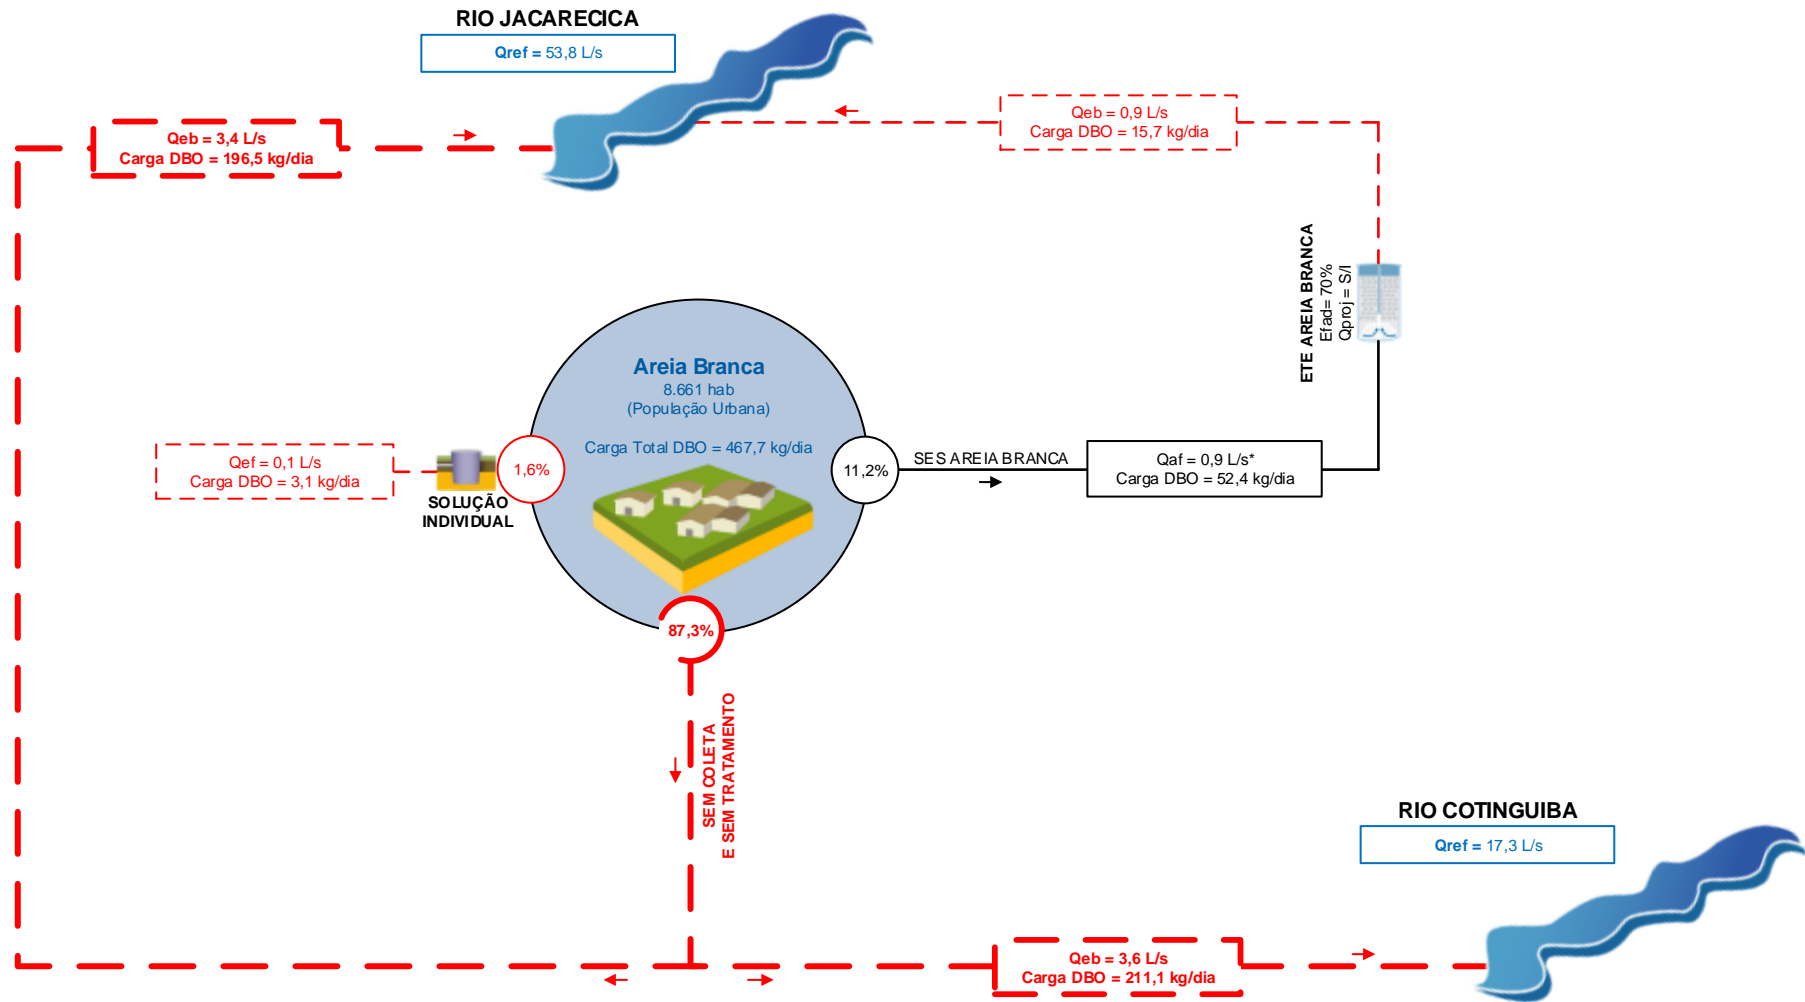 RIO JACARECICA
Qref = 53,8 L/s
Qeb = 3,4 L/s
Carga DBO = 196,5 kg/dia
Qeb = 0,9 L/s
Carga DBO = 15,7 kg/dia
ETE AREIA BRANCA
Efad= 70%
Qproj = S/I
Areia Branca
8.661 hab
(População Urbana)
Carga Total DBO = 467,7 kg/dia
Qef = 0,1 L/s
Carga DBO = 3,1 kg/dia
SOLUÇÃO
INDIVIDUAL
1,6%
11,2%
SES AREIA BRANCA
Qaf = 0,9 L/s*
Carga DBO = 52,4 kg/dia
87,3%
SEM COLETA
E SEM TRATAMENTO
RIO COTINGUIBA
Qref = 17,3 L/s
Qeb = 3,6 L/s
Carga DBO = 211,1 kg/dia